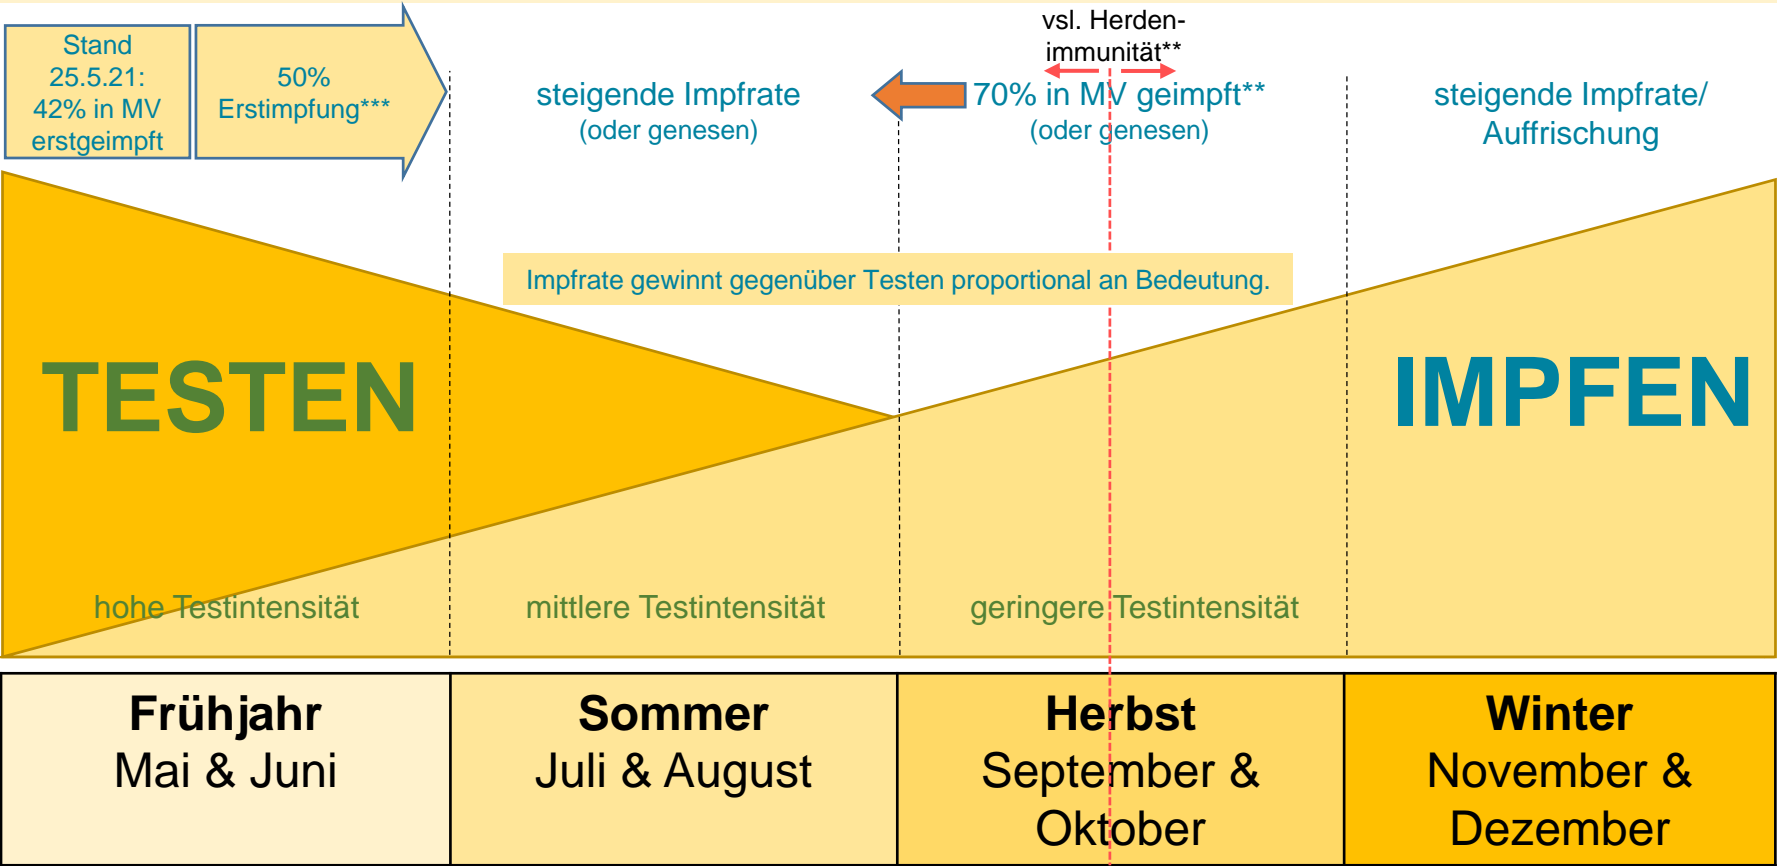 Stand
25.5.21:
42% in MV
erstgeimpft
50%
Erstimpfung***
steigende Impfrate
(oder genesen)
vsl. Herden-
immunität**
70% in MV geimpft**
(oder genesen)
steigende Impfrate/
Auffrischung
Impfrate gewinnt gegenüber Testen proportional an Bedeutung.
TESTEN
IMPFEN
hohe Testintensität
mittlere Testintensität
geringere Testintensität
Frühjahr
Mai & Juni
Sommer
Juli & August
Herbst
September &
Oktober
Winter
November &
Dezember